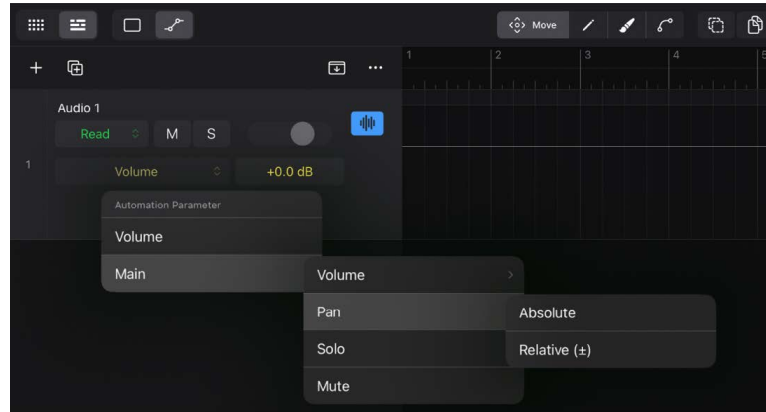 Move
1 2 3 4 5
Audio 1
Read M S
1
Volume +0.0 dB
Automation Parameter
Volume
Main
Volume
Pan
Absolute
Solo
Relative (±)
Mute